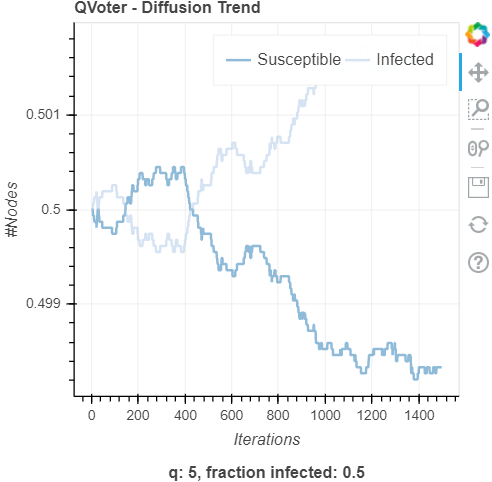 QVoter - Diffusion Trend
Susceptible Infected
0.501
0.5
0.499
#Nodes
0 200 400 600 800 1000 1200 1400
Iterations
q: 5, fraction infected: 0.5
?